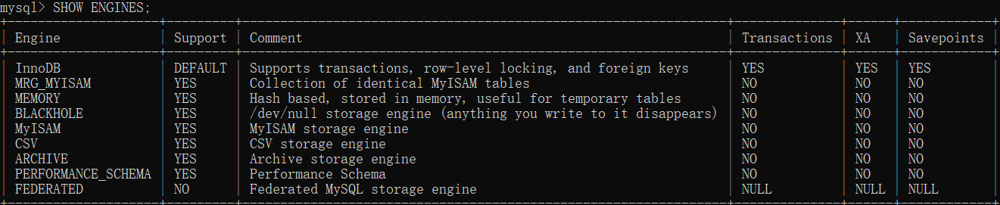 mysql> SHOW ENGINES;
Engine Support Comment Transactions XA Savepoints
InnoDB DEFAULT Supports transactions, row-level locking, and foreign keys YES YES YES
MRG_MYISAM YES Collection of identical MyISAM tables NO NO NO
MEMORY YES Hash based, stored in memory, useful for temporary tables NO NO NO
BLACKHOLE YES /dev/null storage engine (anything you write to it disappears) NO NO NO
MyISAM YES MyISAM storage engine NO NO NO
CSV YES CSV storage engine NO NO NO
ARCHIVE YES Archive storage engine NO NO NO
PERFORMANCE_SCHEMA YES Performance Schema NO NO NO
FEDERATED NO Federated MySQL storage engine NULL NULL NULL